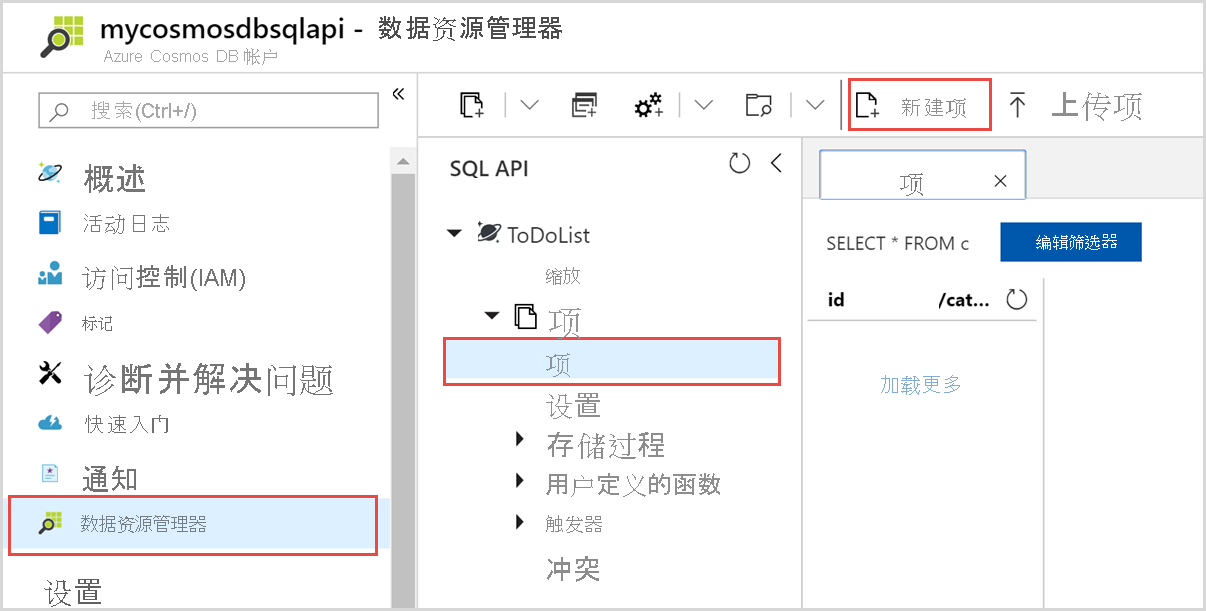 mycosmosdbsqlapi - 数据资源管理器
Azure Cosmos DB 帐户
搜索(Ctrl+/)
概述
活动日志
访问控制(IAM)
标记
诊断并解决问题
快速入门
通知
数据资源管理器
设置
新建项
上传项
SQL API
ToDoList
缩放
项
项
设置
存储过程
用户定义的函数
触发器
冲突
项
SELECT * FROM c
编辑筛选器
id /cat...
加载更多